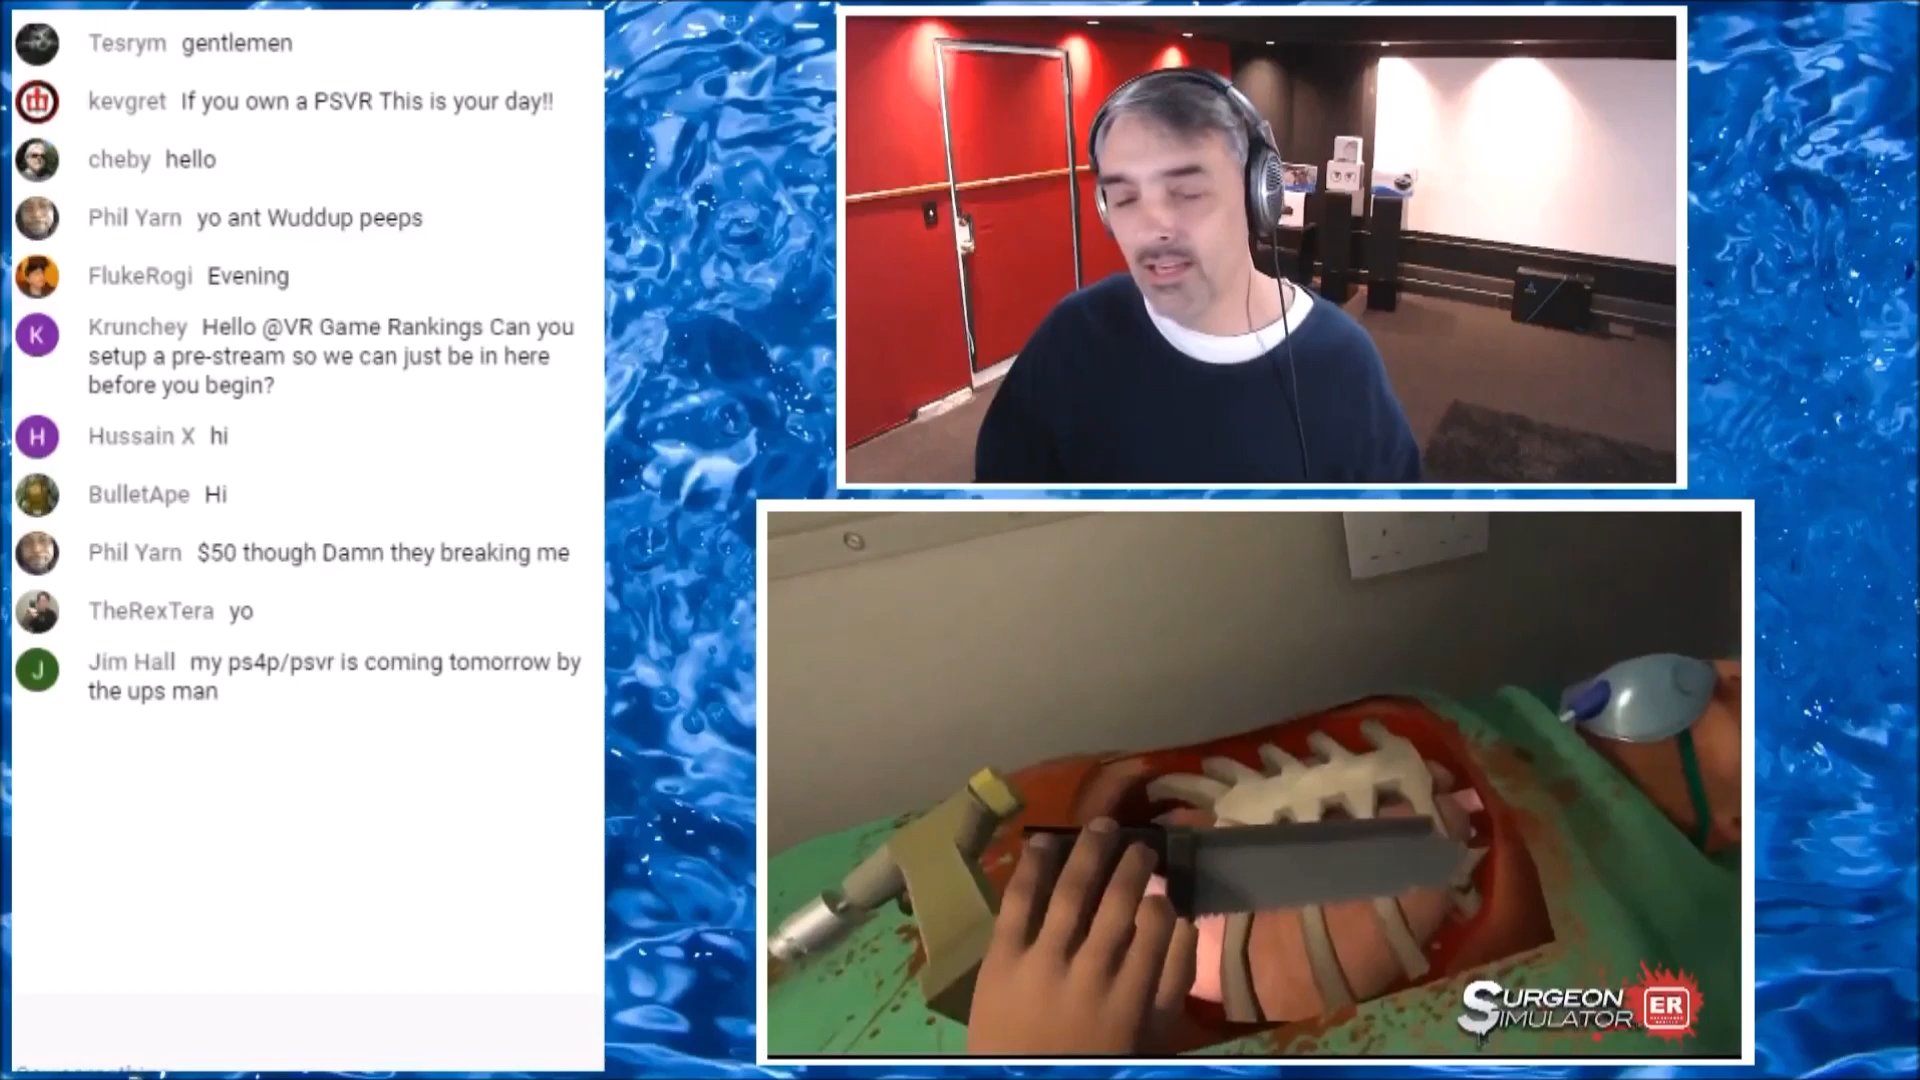 Tesrym gentlemen
kevgret If you own a PSVR This is your day!!
cheby hello
Phil Yarn yo ant Wuddup peeps
FlukeRogi Evening
K
Krunchey Hello @VR Game Rankings Can you
setup a pre-stream so we can just be in here
before you begin?
H
Hussain X hi
BulletApe Hi
Phil Yarn $50 though Damn they breaking me
TheRexTera yo
J
Jim Hall my ps4p/psvr is coming tomorrow by
the ups man
SURGEON
SIMULATOR
ER